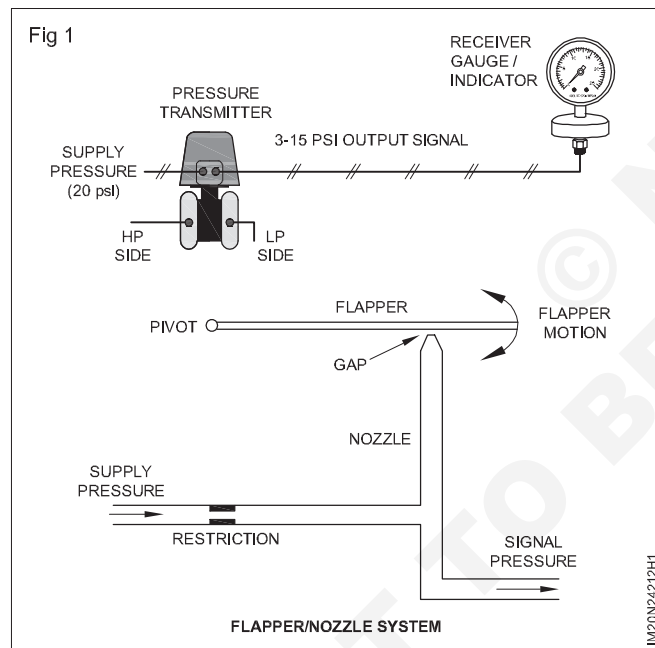 Fig 1
RECEIVER
GAUGE /
INDICATOR
PRESSURE
TRANSMITTER
3-15 PSI OUTPUT SIGNAL
SUPPLY
PRESSURE
(20 psI)
HP
SIDE
LP
SIDE
FLAPPER
PIVOT
FLAPPER
MOTION
GAP
NOZZLE
SUPPLY
PRESSURE
RESTRICTION
SIGNAL
PRESSURE
FLAPPER/NOZZLE SYSTEM
IM20N24212H1
©
TO